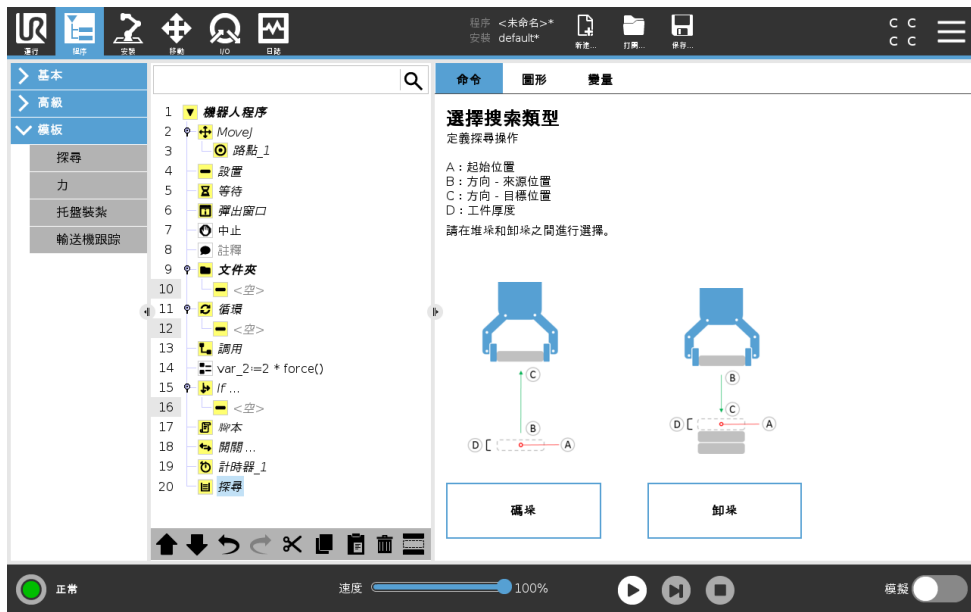 UR
運行
程序
安裝
移動
I/O
日誌
程序 <未命名>*
安裝 default*
新建...
打開...
保存...
C C
C C
基本
高級
模板
探尋
力
托盤裝紮
輸送機跟踪
1 機器人程序
2 MoveJ
3 路點_1
4 設置
5 等待
6 彈出窗口
7 中止
8 註釋
9 文件夾
10 <空>
11 循環
12 <空>
13 調用
14 var_2:=2 * force()
15 If ...
16 <空>
17 腳本
18 開關 ...
19 計時器_1
20 探尋
命令 圖形 變量
選擇搜索類型
定義探尋操作
A：起始位置
B：方向 - 來源位置
C：方向 - 目標位置
D：工件厚度
請在堆垛和卸垛之間進行選擇。
C
B
D A
B
C
D A
碼垛
卸垛
正常
速度 100%
模擬